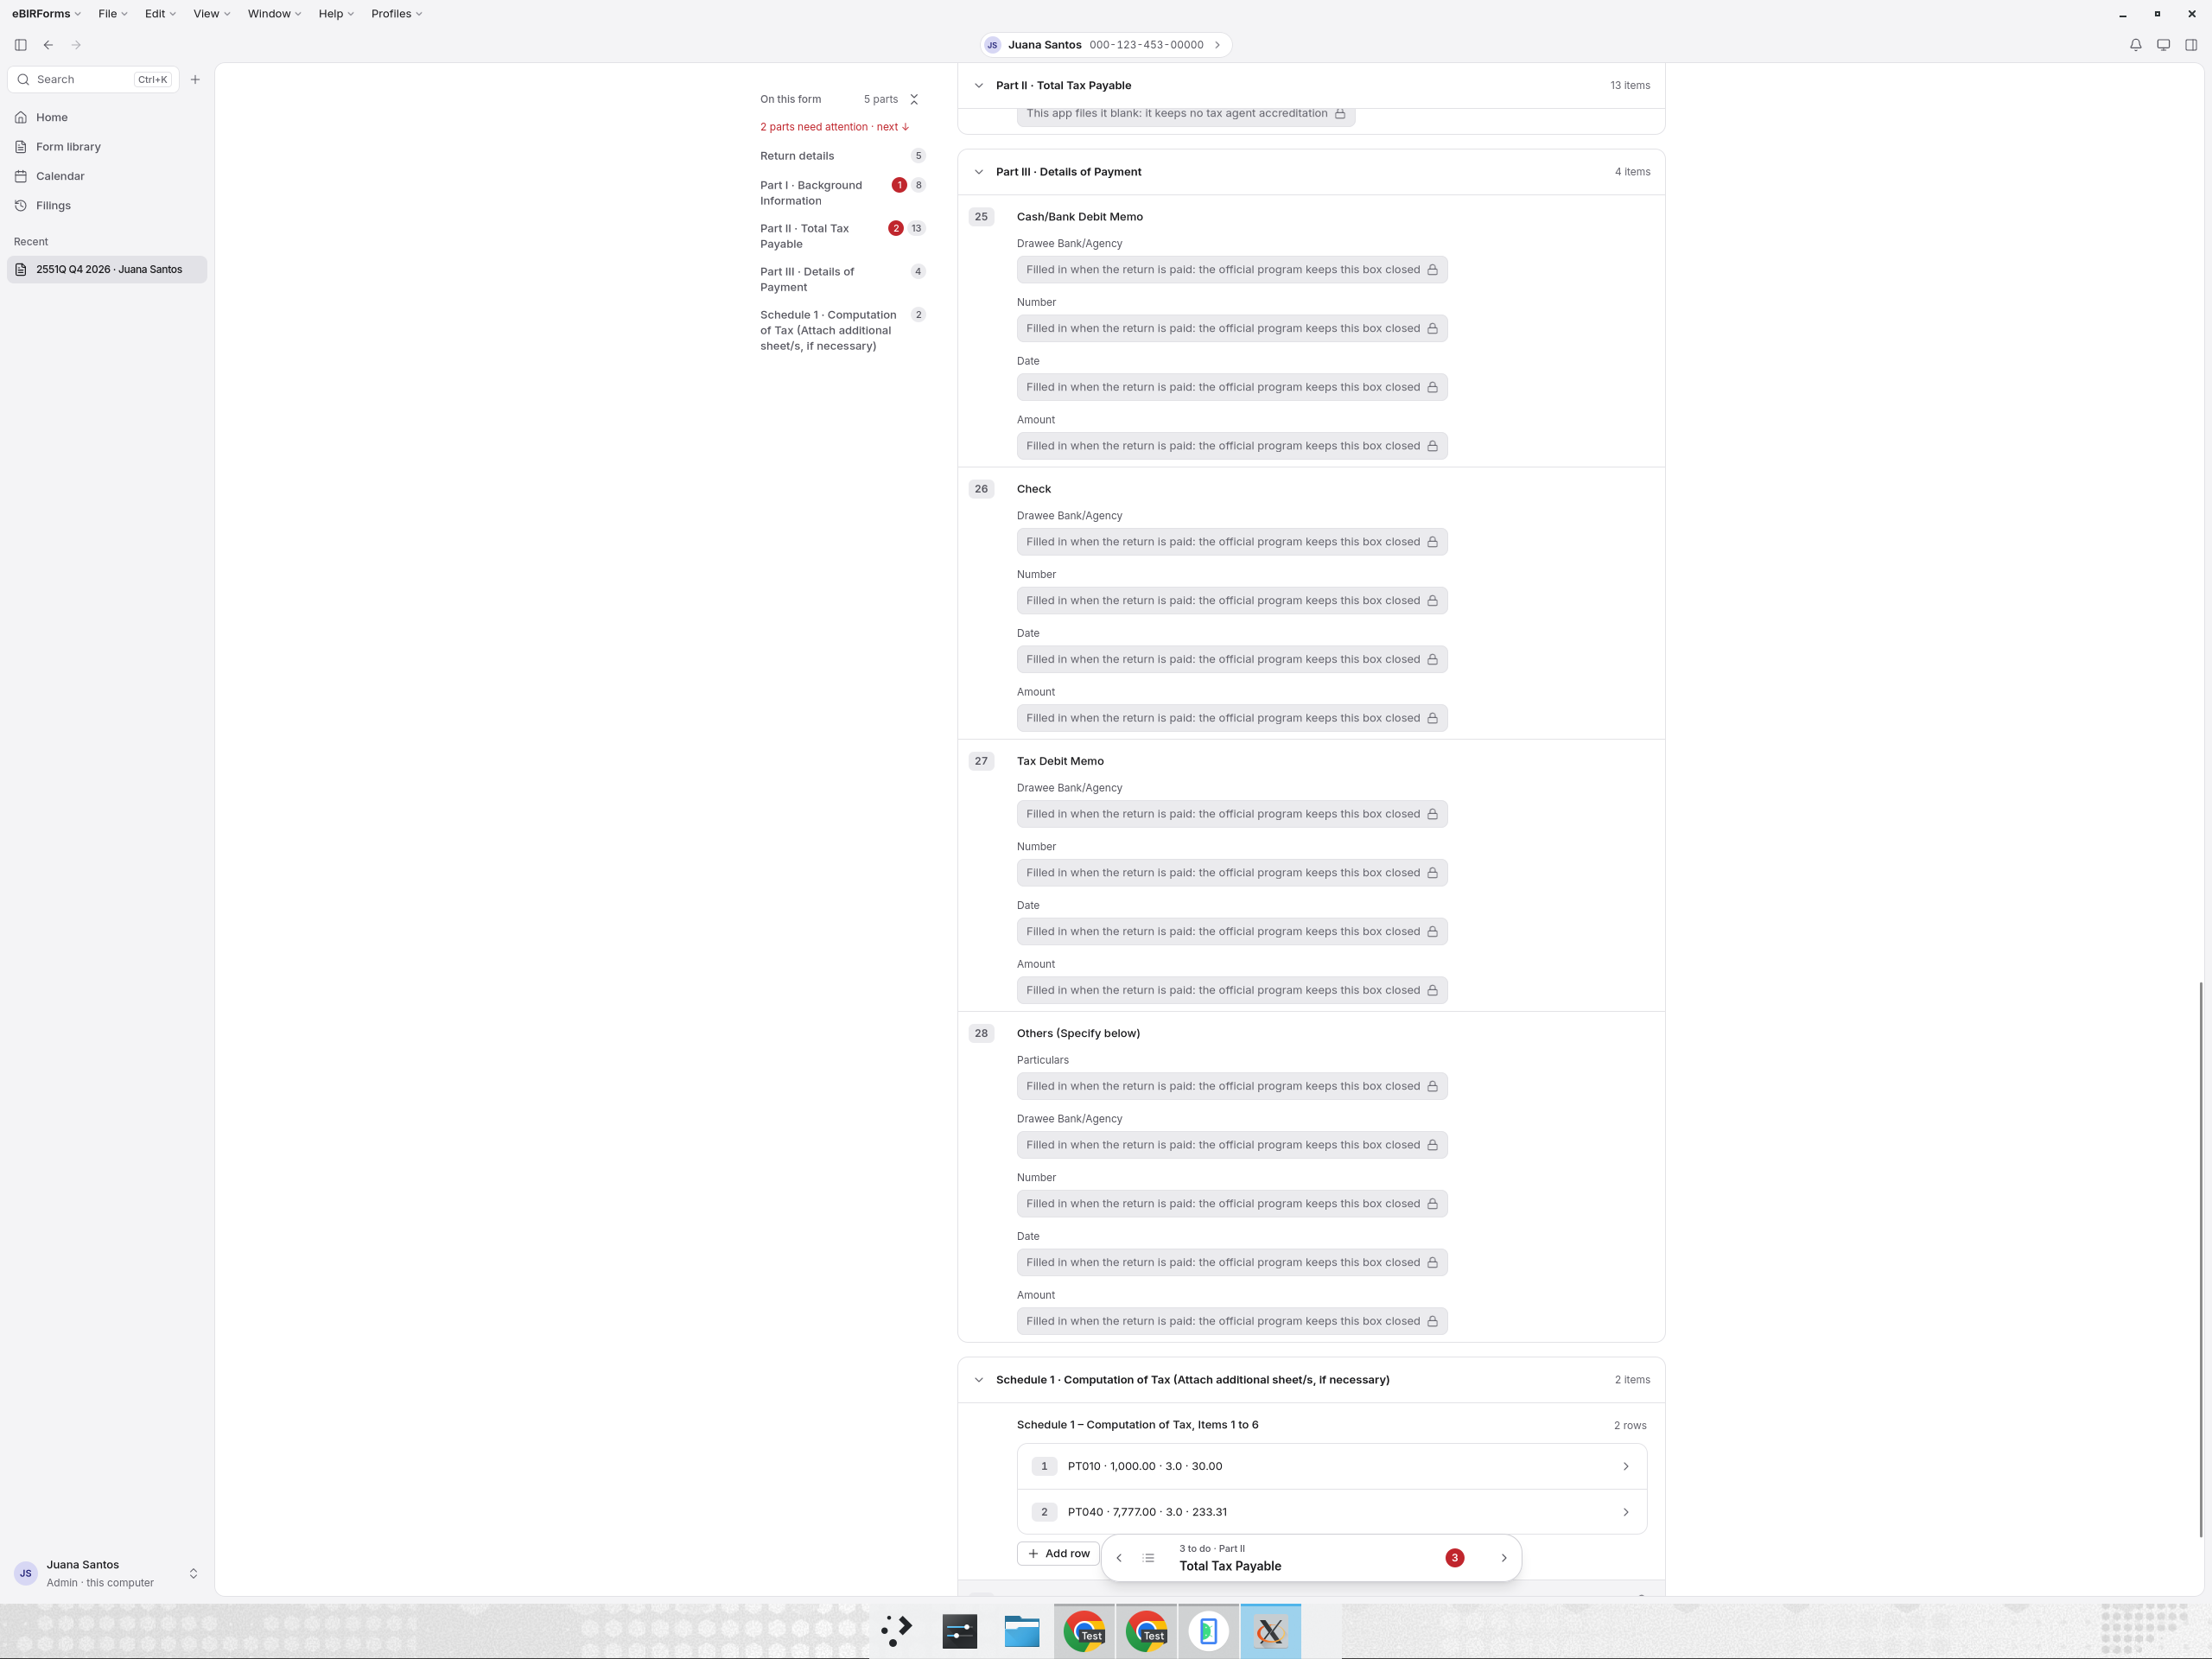 eBIRForms File Edit View Window Help Profiles
JS Juana Santos 000-123-453-00000
Search Ctrl+K
Home
Form library
Calendar
Filings
Recent
2551Q Q4 2026 · Juana Santos
On this form 5 parts
2 parts need attention · next ↓
Return details 5
Part I · Background Information 1 8
Part II · Total Tax Payable 2 13
Part III · Details of Payment 4
Schedule 1 · Computation of Tax (Attach additional sheet/s, if necessary) 2
Part II · Total Tax Payable 13 items
This app files it blank: it keeps no tax agent accreditation
Part III · Details of Payment 4 items
25 Cash/Bank Debit Memo
Drawee Bank/Agency
Filled in when the return is paid: the official program keeps this box closed
Number
Filled in when the return is paid: the official program keeps this box closed
Date
Filled in when the return is paid: the official program keeps this box closed
Amount
Filled in when the return is paid: the official program keeps this box closed
26 Check
Drawee Bank/Agency
Filled in when the return is paid: the official program keeps this box closed
Number
Filled in when the return is paid: the official program keeps this box closed
Date
Filled in when the return is paid: the official program keeps this box closed
Amount
Filled in when the return is paid: the official program keeps this box closed
27 Tax Debit Memo
Drawee Bank/Agency
Filled in when the return is paid: the official program keeps this box closed
Number
Filled in when the return is paid: the official program keeps this box closed
Date
Filled in when the return is paid: the official program keeps this box closed
Amount
Filled in when the return is paid: the official program keeps this box closed
28 Others (Specify below)
Particulars
Filled in when the return is paid: the official program keeps this box closed
Drawee Bank/Agency
Filled in when the return is paid: the official program keeps this box closed
Number
Filled in when the return is paid: the official program keeps this box closed
Date
Filled in when the return is paid: the official program keeps this box closed
Amount
Filled in when the return is paid: the official program keeps this box closed
Schedule 1 · Computation of Tax (Attach additional sheet/s, if necessary) 2 items
Schedule 1 – Computation of Tax, Items 1 to 6 2 rows
1 PT010 · 1,000.00 · 3.0 · 30.00
2 PT040 · 7,777.00 · 3.0 · 233.31
Add row
3 to do · Part II
Total Tax Payable 3
JS Juana Santos
Admin · this computer
Test Test